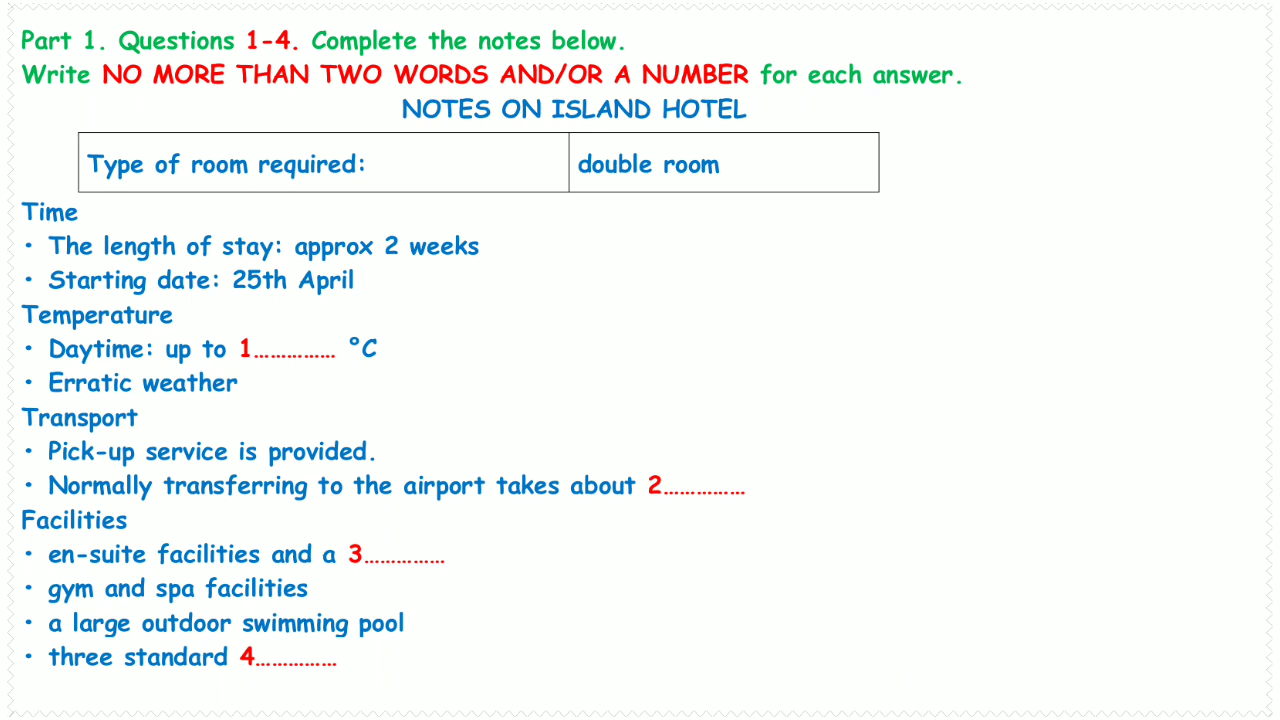 Part 1. Questions 1-4. Complete the notes below.
Write NO MORE THAN TWO WORDS AND/OR A NUMBER for each answer.
NOTES ON ISLAND HOTEL
Type of room required: double room
Time
• The length of stay: approx 2 weeks
• Starting date: 25th April
Temperature
• Daytime: up to 1…………… °C
• Erratic weather
Transport
• Pick-up service is provided.
• Normally transferring to the airport takes about 2……………
Facilities
• en-suite facilities and a 3……………
• gym and spa facilities
• a large outdoor swimming pool
• three standard 4……………